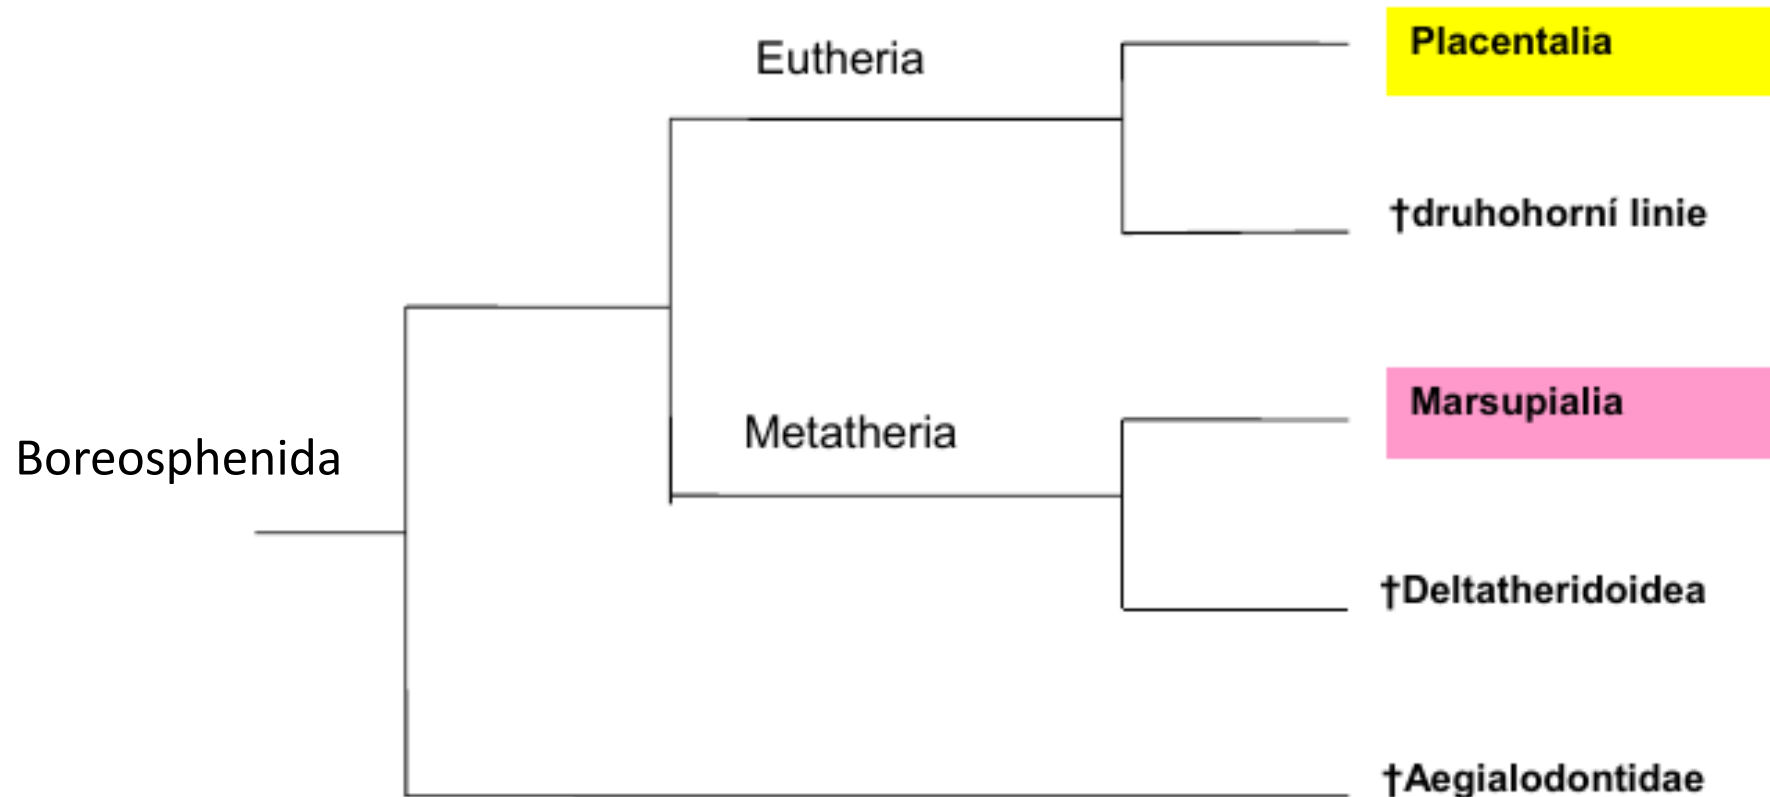 Eutheria
Placentalia
†druhohorní linie
Boreosphenida
Metatheria
Marsupialia
†Deltatheridoidea
†Aegialodontidae